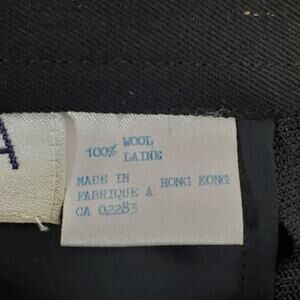 A
100% WOOL
LAINE
MADE IN HONG KONG
FABRIQUE A
CA 02283